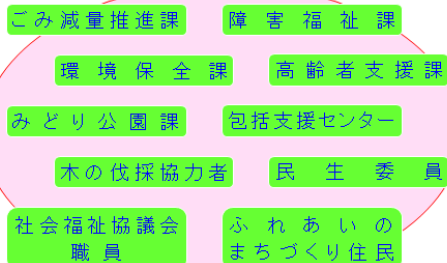 ごみ減量推進課
障害福祉課
環境保全課
高齢者支援課
みどり公園課
包括支援センター
木の伐採協力者
民生委員
社会福祉協議会
職員
ふれあいの
まちづくり住民